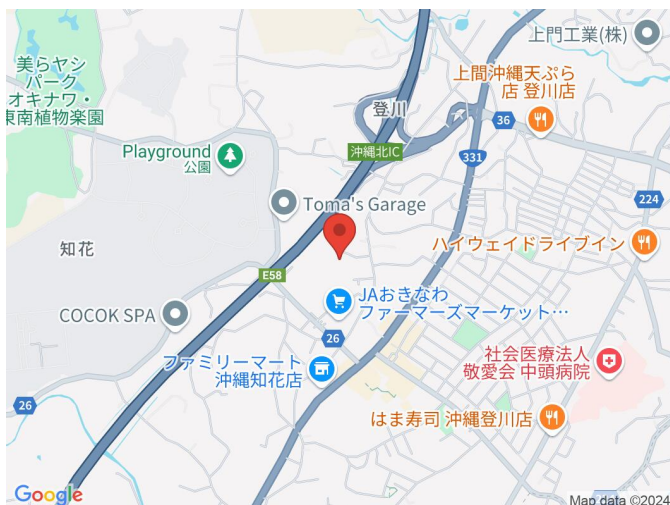 上門工業(株)
美らヤシ
パーク
オキナワ・
東南植物楽園
上間沖縄天ぷら
店 登川店
登川
36
沖縄北IC
331
Playground
公園
224
Toma's Garage
知花
ハイウェイドライブイン
E58
JAおきなわ
ファーマーズマーケット…
COCOK SPA
26
社会医療法人
敬愛会 中頭病院
ファミリーマート
沖縄知花店
26
はま寿司 沖縄登川店
Google
Map data ©2024